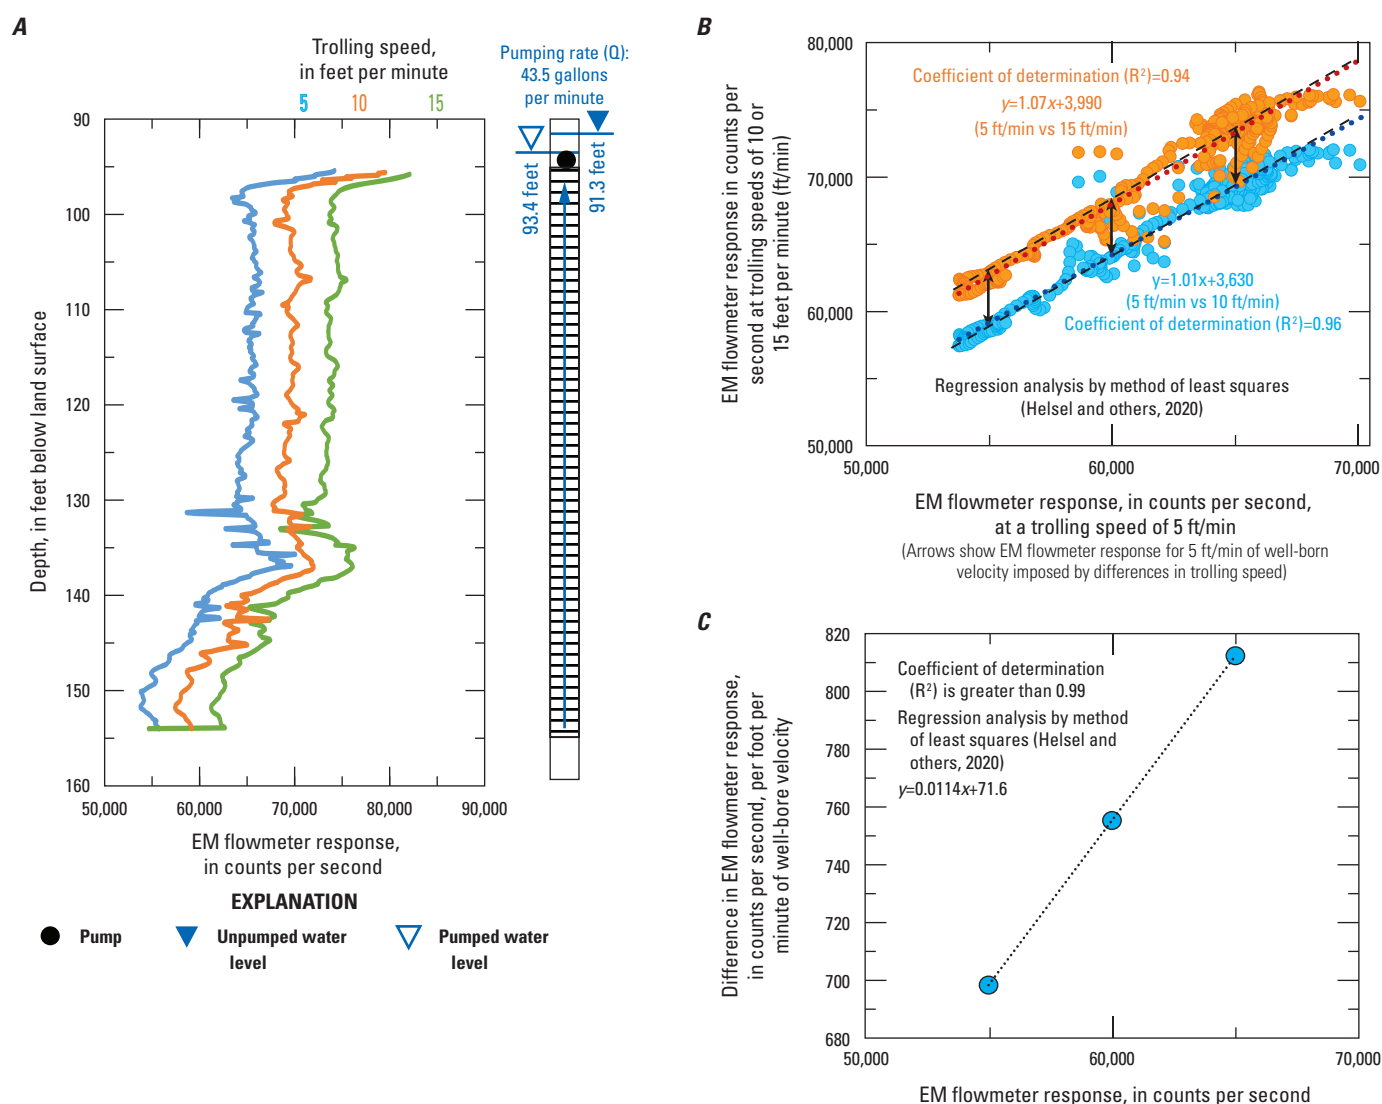 A
Trolling speed,
in feet per minute
5 10 15
Pumping rate (Q):
43.5 gallons
per minute
93.4 feet
91.3 feet
90
100
110
120
130
140
150
160
Depth, in feet below land surface
50,000 60,000 70,000 80,000 90,000
EM flowmeter response,
in counts per second
EXPLANATION
Pump
Unpumped water
level
Pumped water
level
B
80,000
70,000
60,000
50,000
EM flowmeter response in counts per
second at trolling speeds of 10 or
15 feet per minute (ft/min)
Coefficient of determination (R²)=0.94
y=1.07x+3,990
(5 ft/min vs 15 ft/min)
y=1.01x+3,630
(5 ft/min vs 10 ft/min)
Coefficient of determination (R²)=0.96
Regression analysis by method of least squares
(Helsel and others, 2020)
50,000 60,000 70,000
EM flowmeter response, in counts per second,
at a trolling speed of 5 ft/min
(Arrows show EM flowmeter response for 5 ft/min of well-born
velocity imposed by differences in trolling speed)
C
820
800
780
760
740
720
700
680
Difference in EM flowmeter response,
in counts per second, per foot per
minute of well-bore velocity
Coefficient of determination
(R²) is greater than 0.99
Regression analysis by method
of least squares (Helsel and
others, 2020)
y=0.0114x+71.6
50,000 60,000 70,000
EM flowmeter response, in counts per second